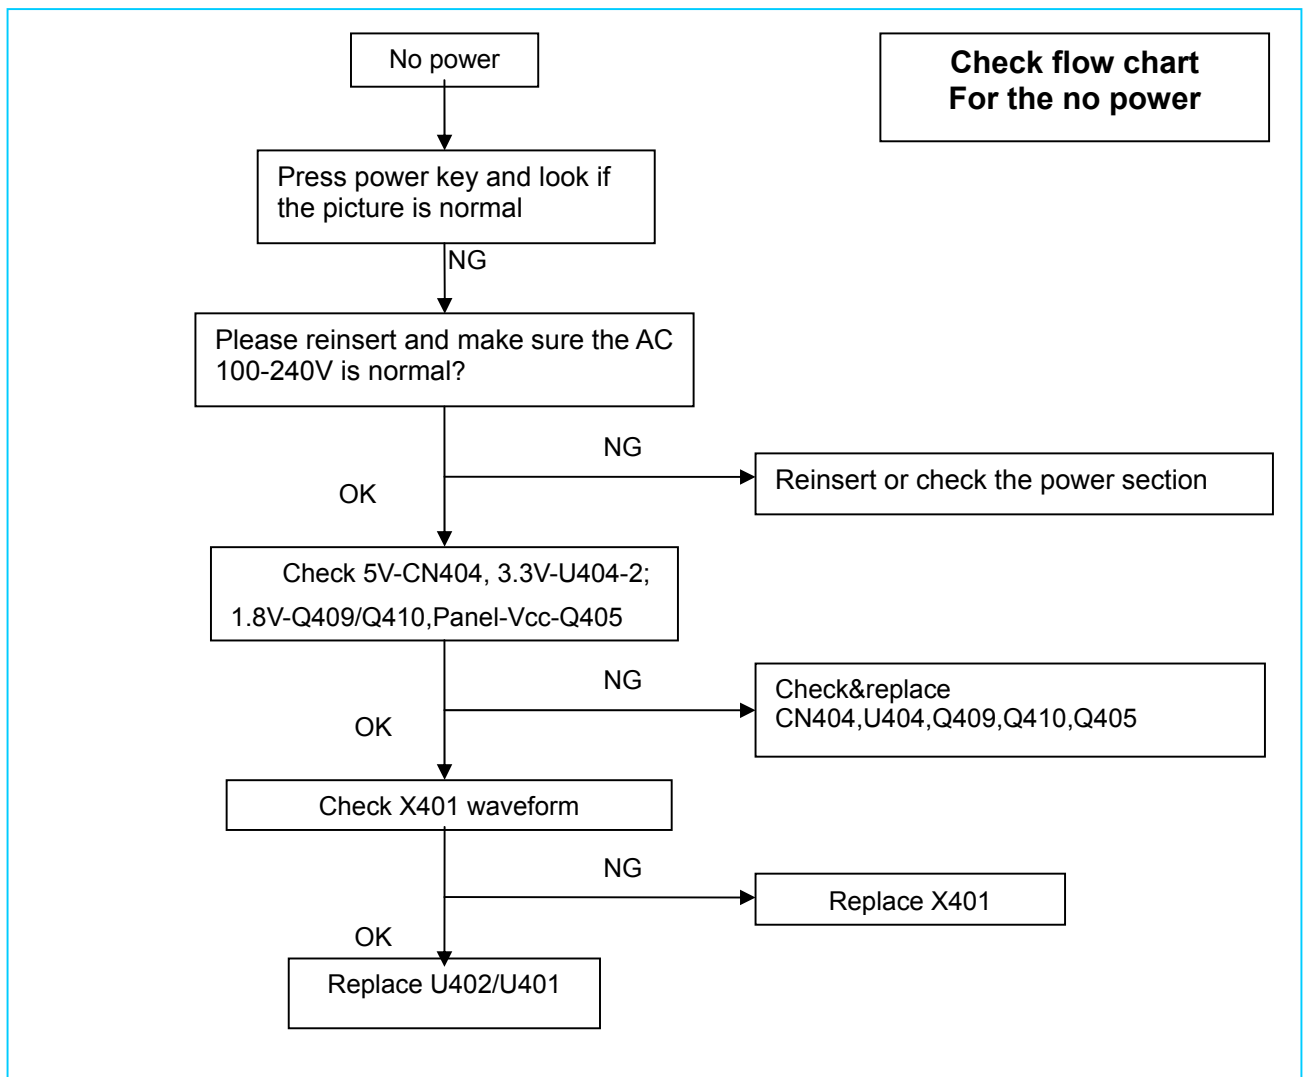 No power
Check flow chart
For the no power
Press power key and look if
the picture is normal
NG
Please reinsert and make sure the AC
100-240V is normal?
NG
Reinsert or check the power section
OK
Check 5V-CN404, 3.3V-U404-2;
1.8V-Q409/Q410,Panel-Vcc-Q405
NG
Check&replace
CN404,U404,Q409,Q410,Q405
OK
Check X401 waveform
NG
Replace X401
OK
Replace U402/U401